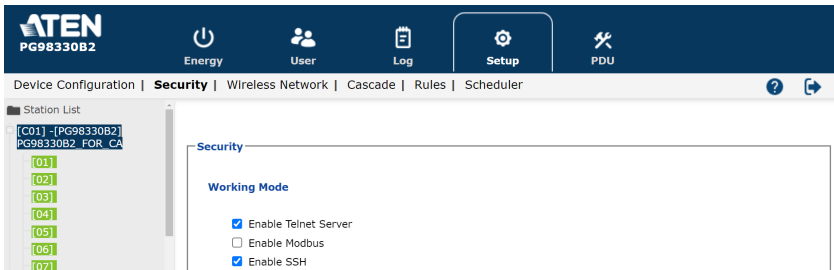 ATEN
PG98330B2
Energy
User
Log
Setup
PDU
Device Configuration | Security | Wireless Network | Cascade | Rules | Scheduler
Station List
[C01] -[PG98330B2]
PG98330B2_FOR_CA
[01]
[02]
[03]
[04]
[05]
[06]
[07]
Security
Working Mode
Enable Telnet Server
Enable Modbus
Enable SSH